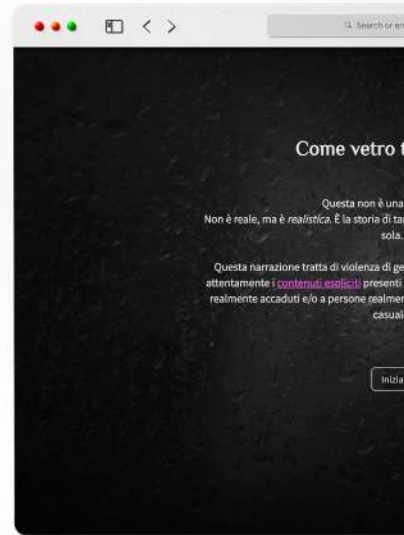 Search or en
Come vetro
Questa non è una
Non è reale, ma è realistica. È la storia di ta
sola.
Questa narrazione tratta di violenza di ge
attentamente i contenuti espliciti presenti
realmente accaduti e/o a persone realmen
casual
Inizia